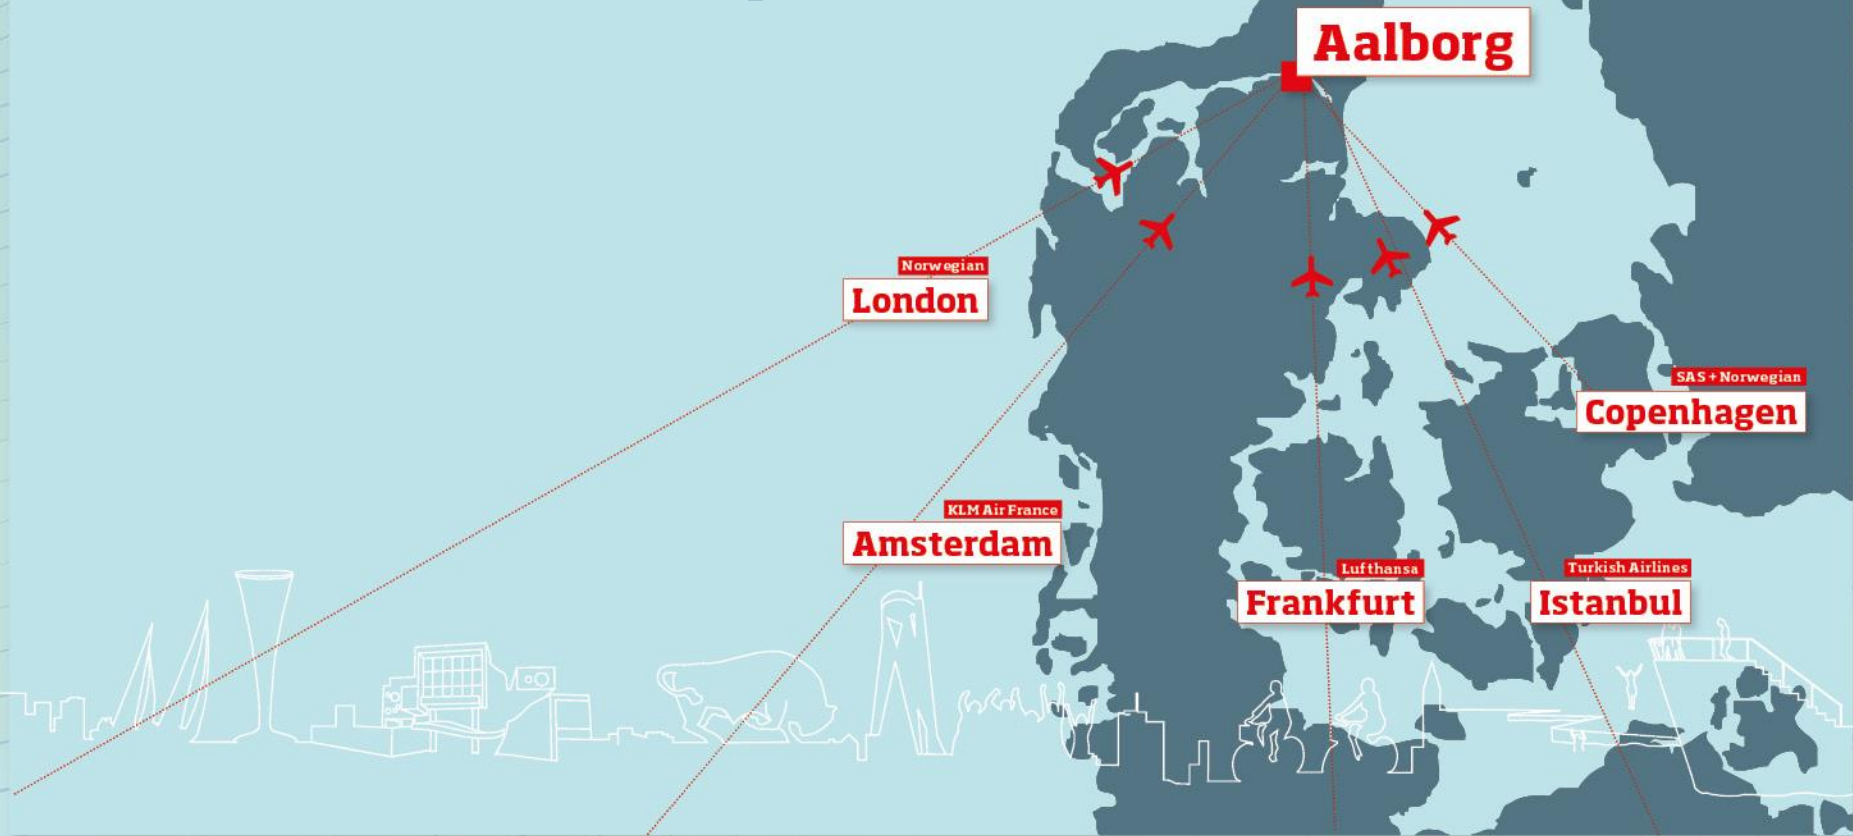 Aalborg
Norwegian
London
SAS + Norwegian
Copenhagen
KLM Air France
Amsterdam
Lufthansa
Frankfurt
Turkish Airlines
Istanbul